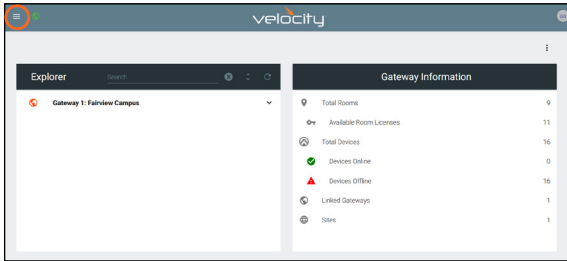 velocity
Explorer
Search
Gateway 1: Fairview Campus
Gateway Information
Total Rooms 9
Available Room Licenses 11
Total Devices 16
Devices Online 0
Devices Offline 16
Linked Gateways 1
Sites 1